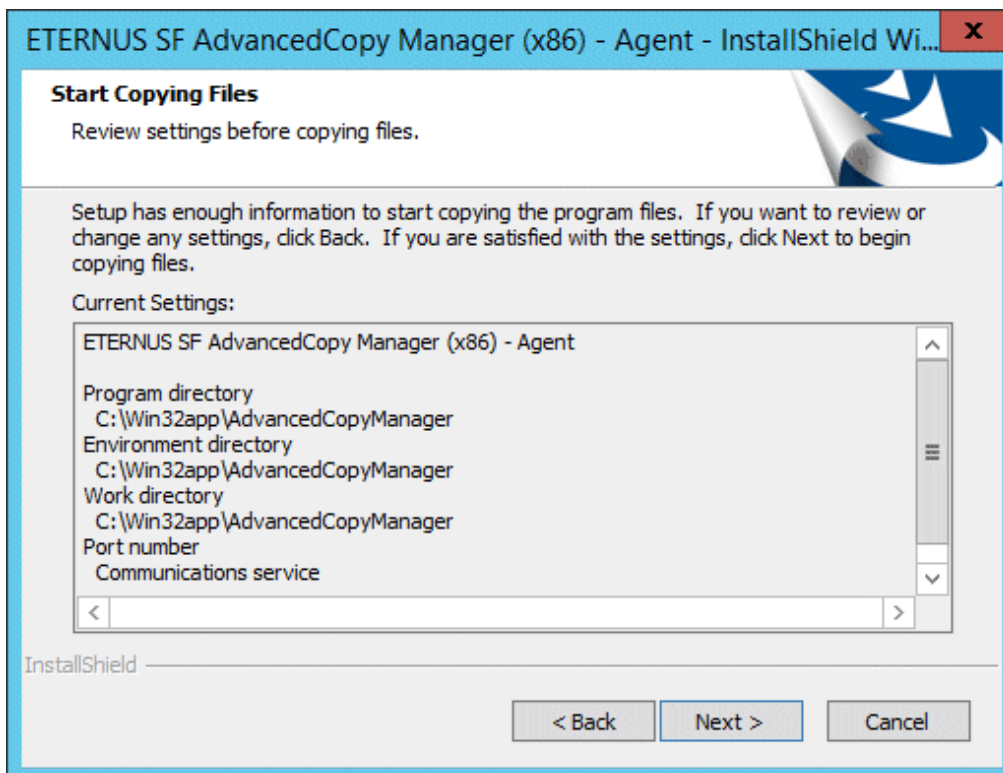 ETERNUS SF AdvancedCopy Manager (x86) - Agent - InstallShield Wi...
x
Start Copying Files
Review settings before copying files.
Setup has enough information to start copying the program files. If you want to review or
change any settings, click Back. If you are satisfied with the settings, click Next to begin
copying files.
Current Settings:
ETERNUS SF AdvancedCopy Manager (x86) - Agent
Program directory
C:\Win32app\AdvancedCopyManager
Environment directory
C:\Win32app\AdvancedCopyManager
Work directory
C:\Win32app\AdvancedCopyManager
Port number
Communications service
InstallShield
< Back
Next >
Cancel